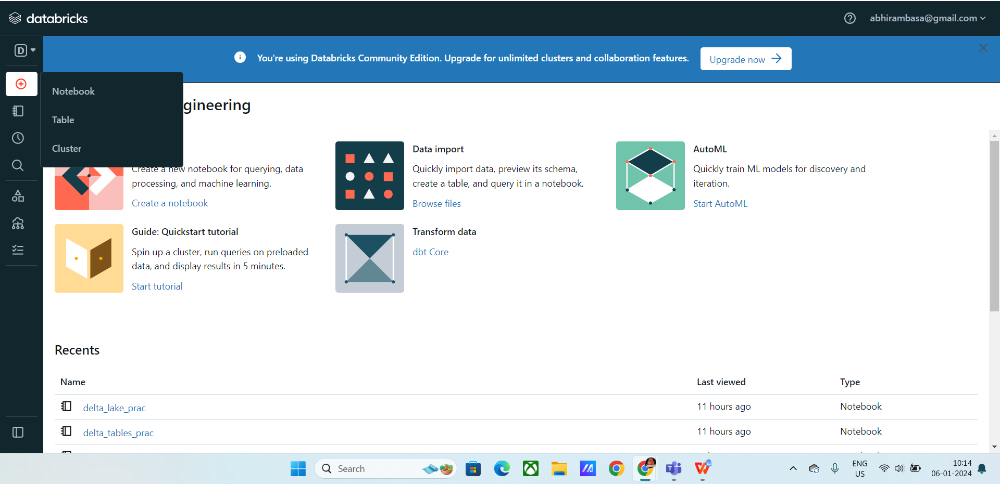 databricks
abhirambasa@gmail.com
D
You're using Databricks Community Edition. Upgrade for unlimited clusters and collaboration features.
Upgrade now
Notebook
Table
Cluster
gineering
Create a new notebook for querying, data
processing, and machine learning.
Create a notebook
Data import
Quickly import data, preview its schema,
create a table, and query it in a notebook.
Browse files
AutoML
Quickly train ML models for discovery and
iteration.
Start AutoML
Guide: Quickstart tutorial
Spin up a cluster, run queries on preloaded
data, and display results in 5 minutes.
Start tutorial
Transform data
dbt Core
Recents
Name Last viewed Type
delta_lake_prac 11 hours ago Notebook
delta_tables_prac 11 hours ago Notebook
Search
ENG
US
10:14
06-01-2024